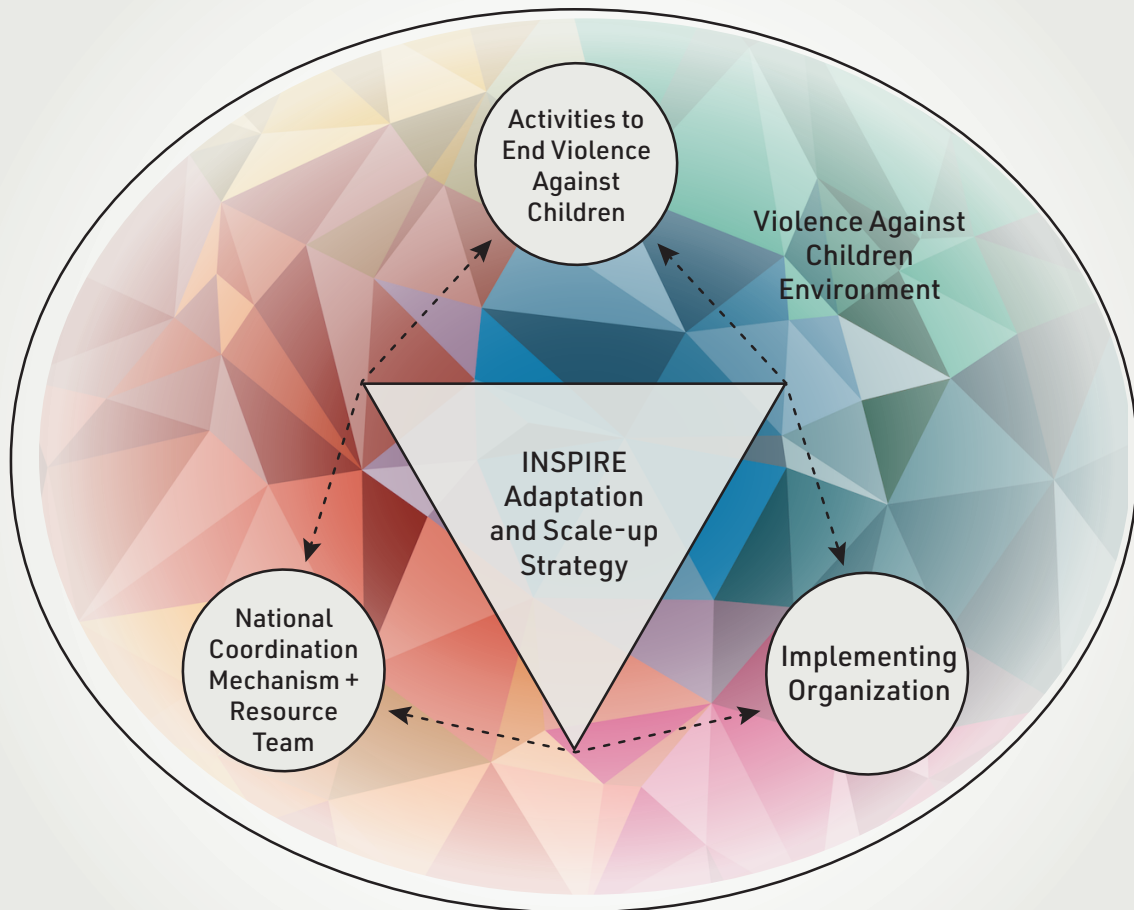 Activities to
End Violence
Against
Children
Violence Against
Children
Environment
INSPIRE
Adaptation
and Scale-up
Strategy
National
Coordination
Mechanism +
Resource
Team
Implementing
Organization